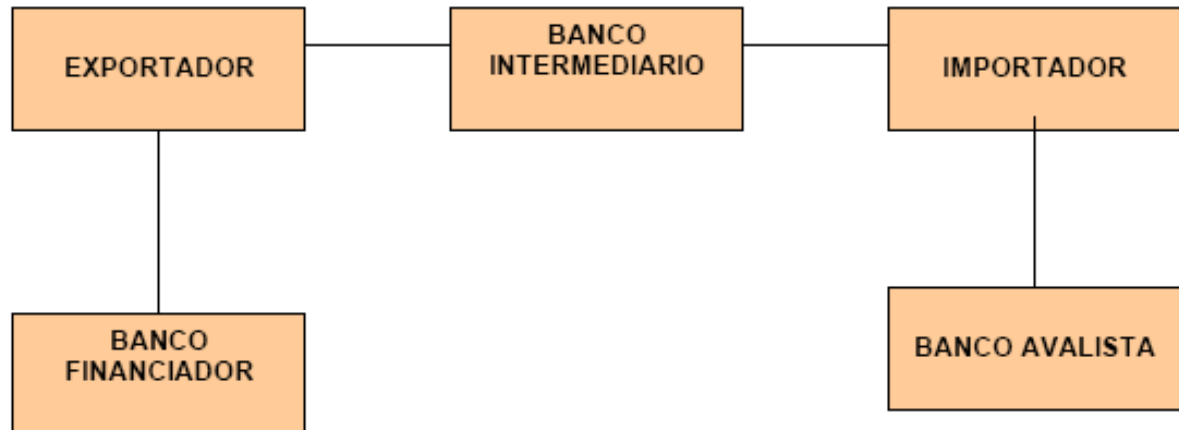 EXPORTADOR
BANCO
INTERMEDIARIO
IMPORTADOR
BANCO
FINANCIADOR
BANCO AVALISTA